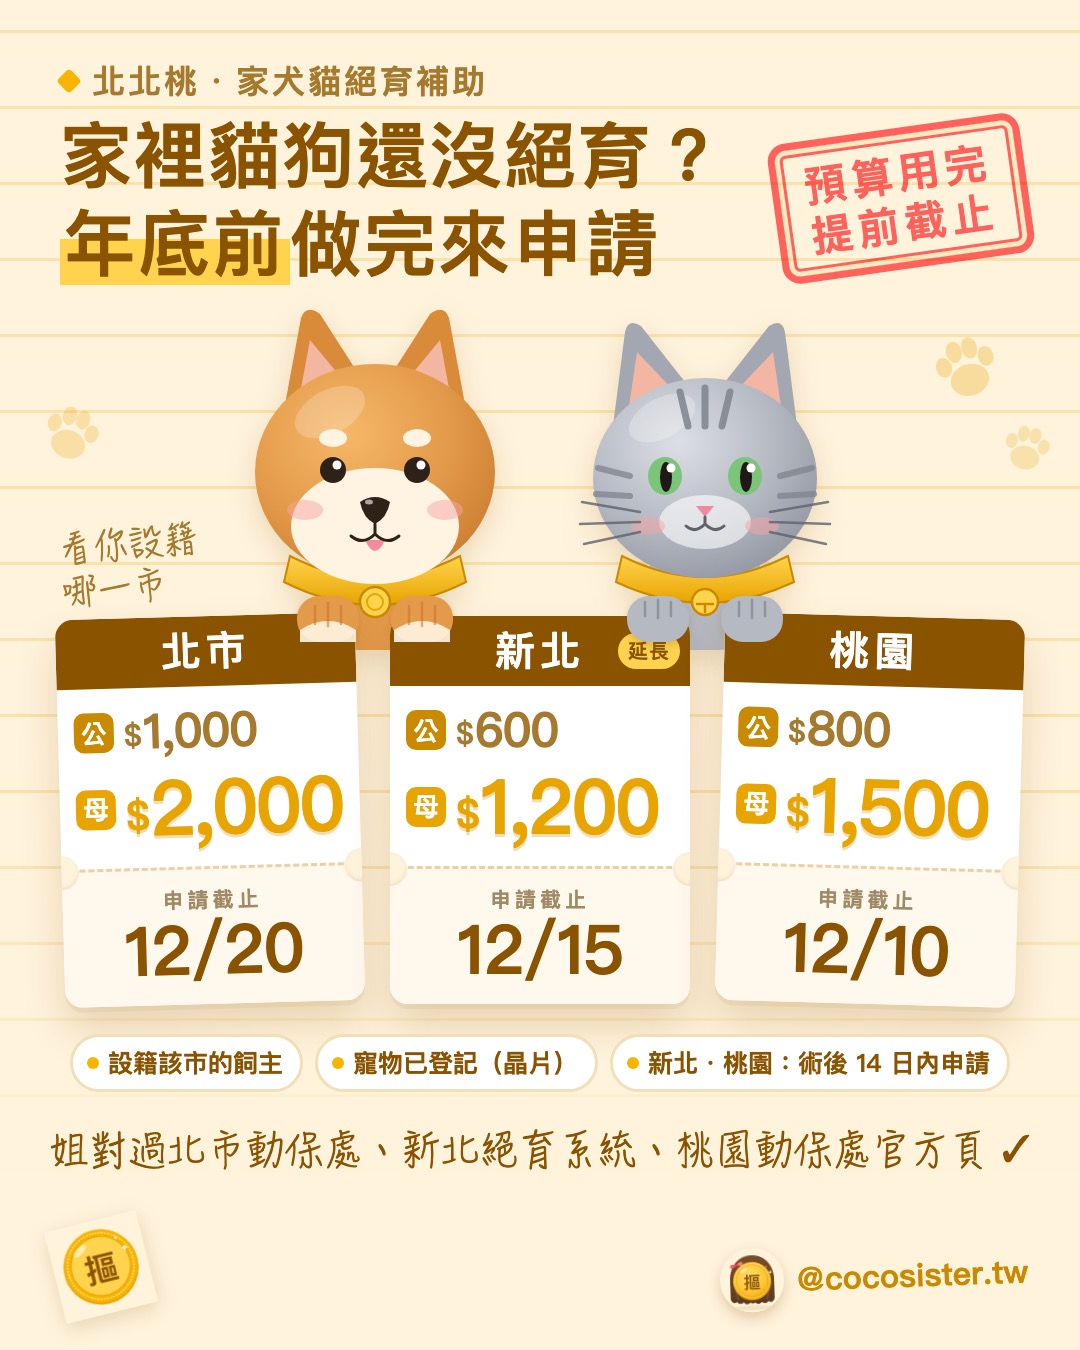 北北桃·家犬貓絕育補助
家裡貓狗還沒絕育？
年底前做完來申請
預算用完
提前截止
看你設籍
哪一市
北市
公 $1,000
母 $2,000
申請截止
12/20
新北 延長
公 $600
母 $1,200
申請截止
12/15
桃園
公 $800
母 $1,500
申請截止
12/10
設籍該市的飼主
寵物已登記（晶片）
新北·桃園：術後 14 日內申請
姐對過北市動保處、新北絕育系統、桃園動保處官方頁 ✓
摳
摳
@cocosister.tw